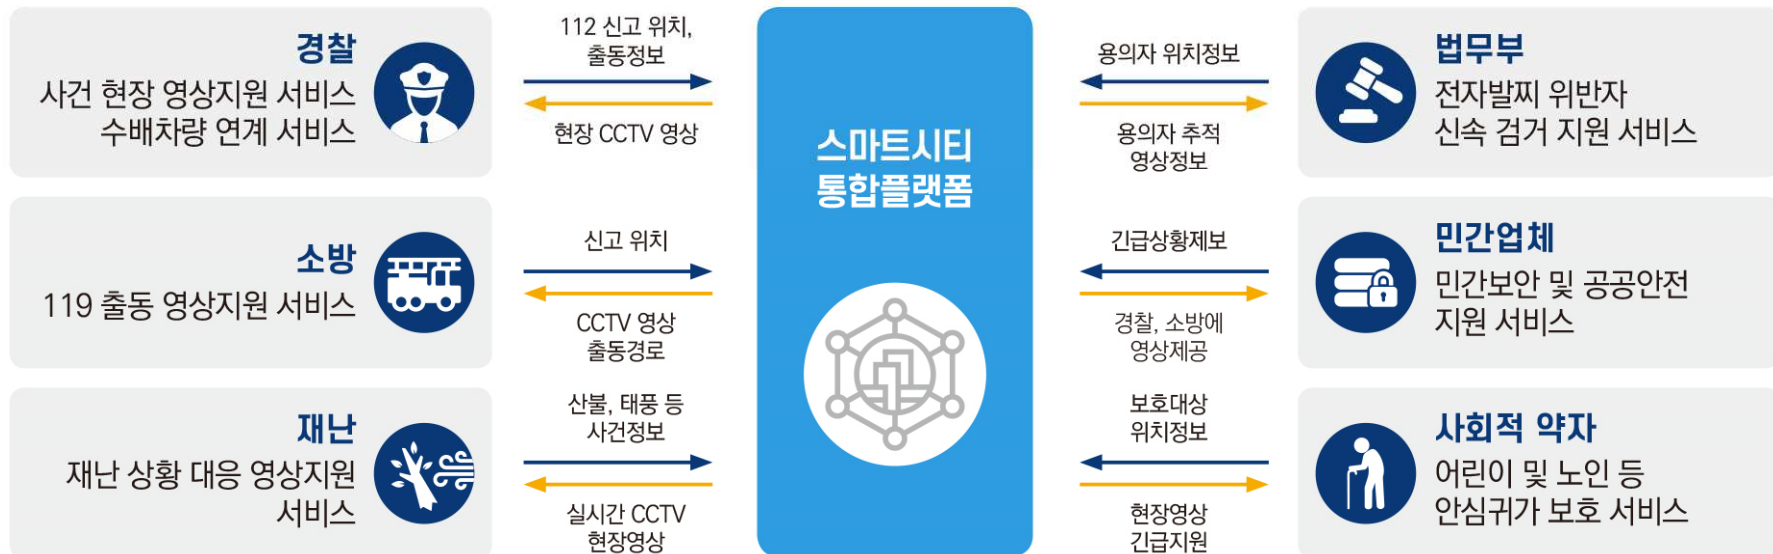 경찰
사건 현장 영상지원 서비스
수배차량 연계 서비스
112 신고 위치,
출동정보
현장 CCTV 영상
소방
119 출동 영상지원 서비스
신고 위치
CCTV 영상
출동경로
재난
재난 상황 대응 영상지원
서비스
산불, 태풍 등
사건정보
실시간 CCTV
현장영상
스마트시티
통합플랫폼
용의자 위치정보
용의자 추적
영상정보
법무부
전자발찌 위반자
신속 검거 지원 서비스
긴급상황제보
경찰, 소방에
영상제공
민간업체
민간보안 및 공공안전
지원 서비스
보호대상
위치정보
현장영상
긴급지원
사회적 약자
어린이 및 노인 등
안심귀가 보호 서비스